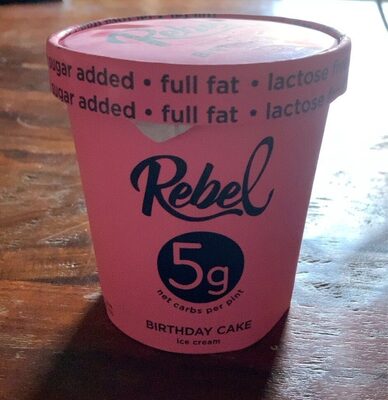 Rebel
ugar added • full fat • lactose
ugar added • full fat • lactose
Rebel
5g
net carbs per pint
BIRTHDAY CAKE
ice cream